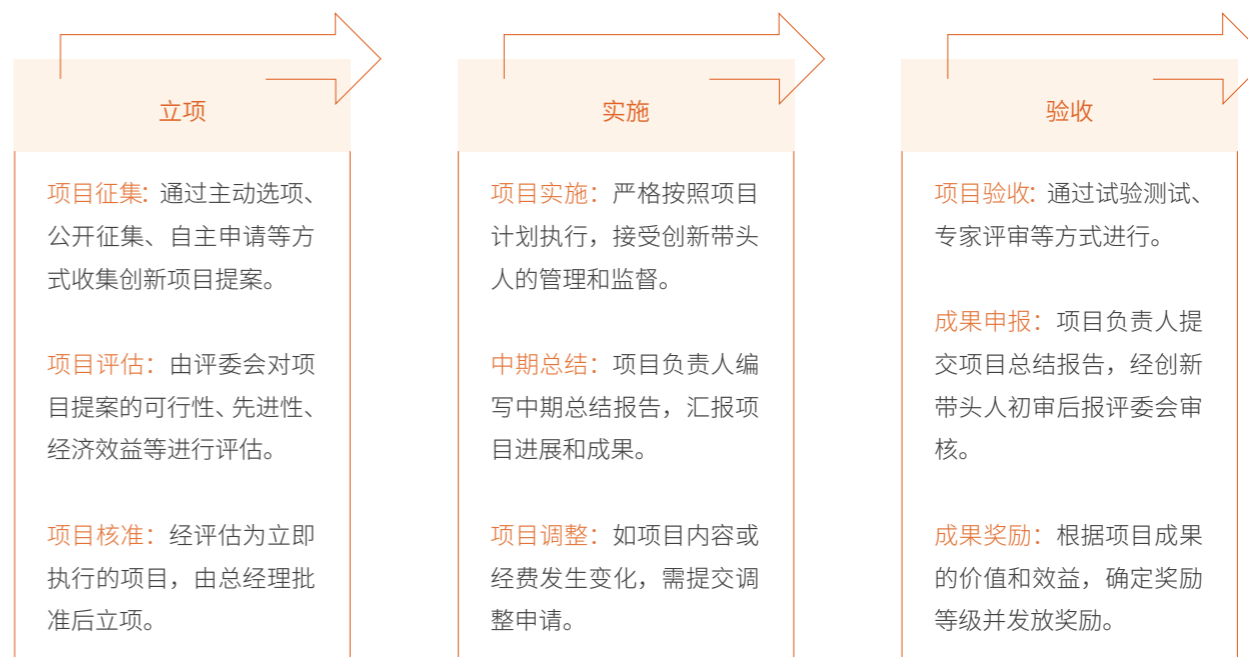 立项
项目征集：通过主动选项、
公开征集、自主申请等方
式收集创新项目提案。
项目评估：由评委会对项
目提案的可行性、先进性、
经济效益等进行评估。
项目核准：经评估为立即
执行的项目，由总经理批
准后立项。
实施
项目实施：严格按照项目
计划执行，接受创新带头
人的管理和监督。
中期总结：项目负责人编
写中期总结报告，汇报项
目进展和成果。
项目调整：如项目内容或
经费发生变化，需提交调
整申请。
验收
项目验收：通过试验测试、
专家评审等方式进行。
成果申报：项目负责人提
交项目总结报告，经创新
带头人初审后报评委会审
核。
成果奖励：根据项目成果
的价值和效益，确定奖励
等级并发放奖励。